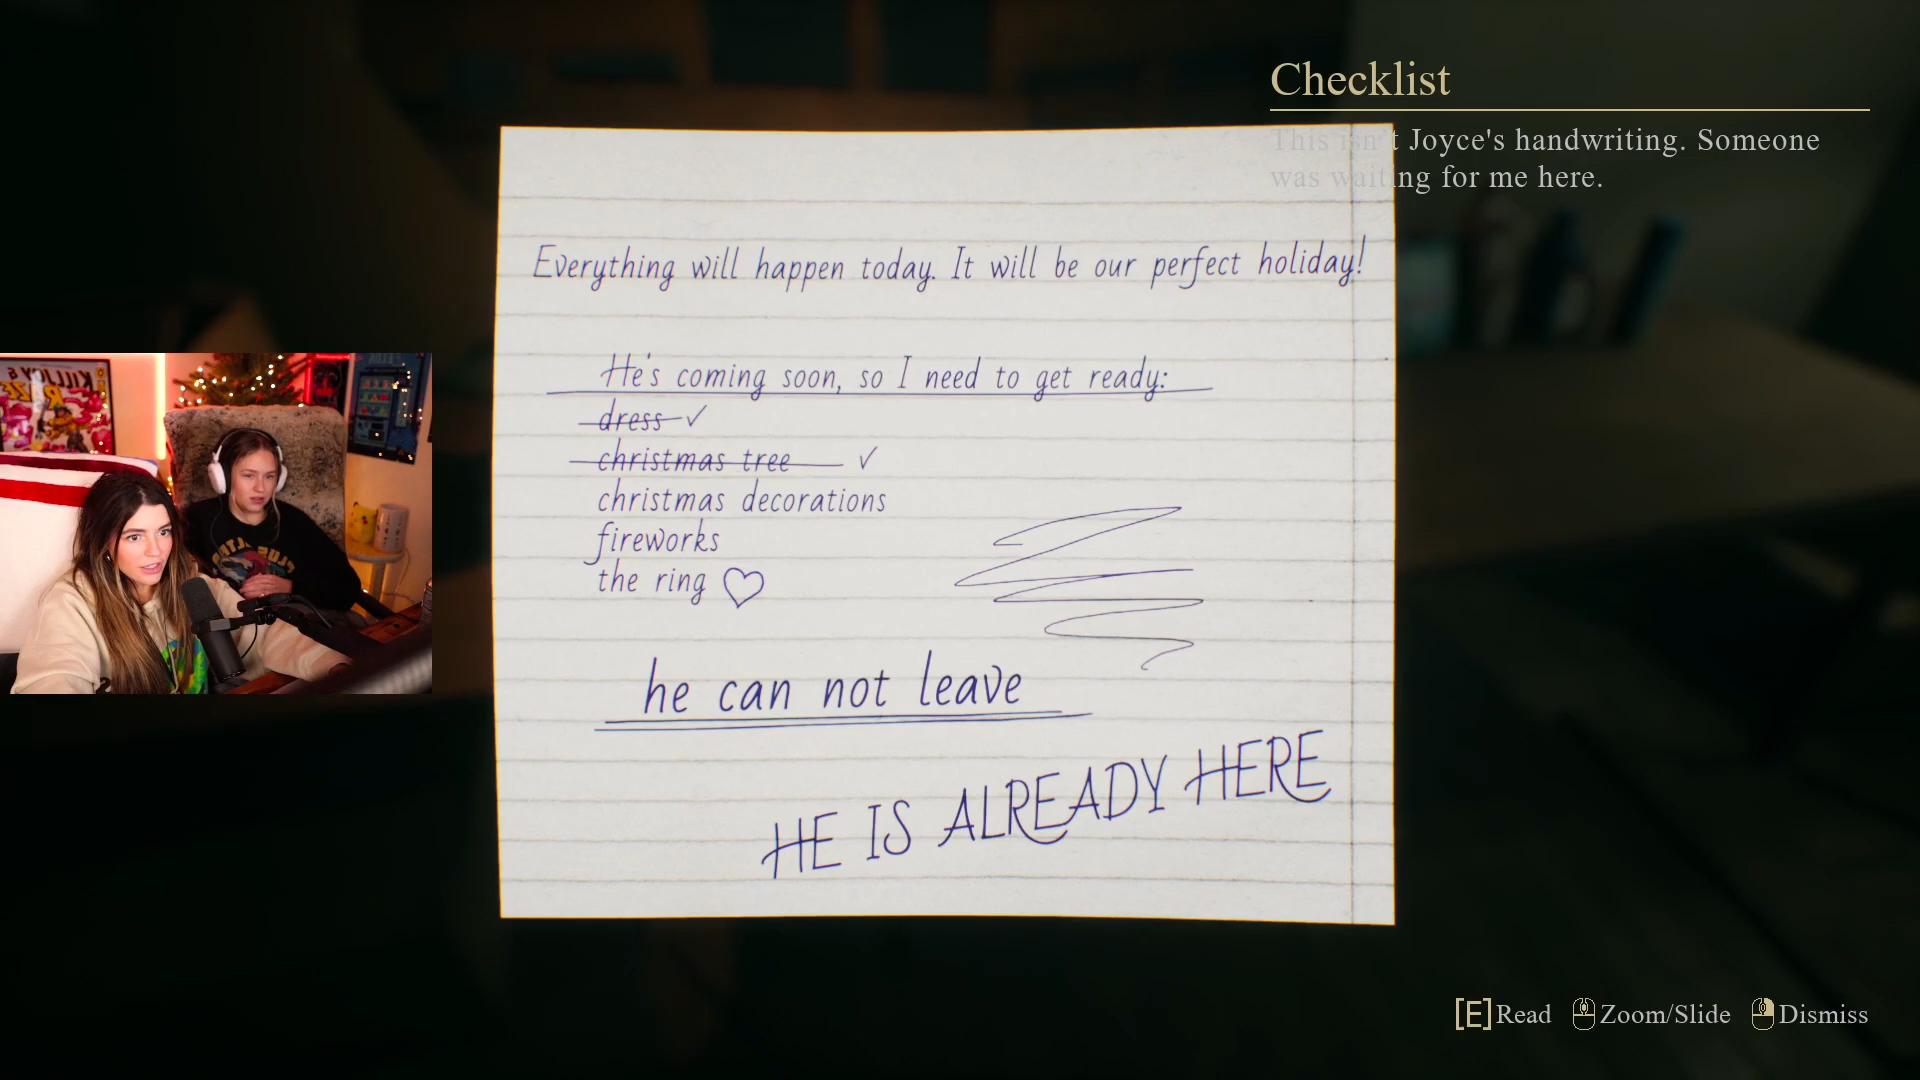 Checklist
This isn't Joyce's handwriting. Someone
was waiting for me here.
Everything will happen today. It will be our perfect holiday!
He's coming soon, so I need to get ready:
dress ✓
christmas tree ✓
christmas decorations
fireworks
the ring ♡
he can not leave
HE IS ALREADY HERE
[E] Read Zoom/Slide Dismiss